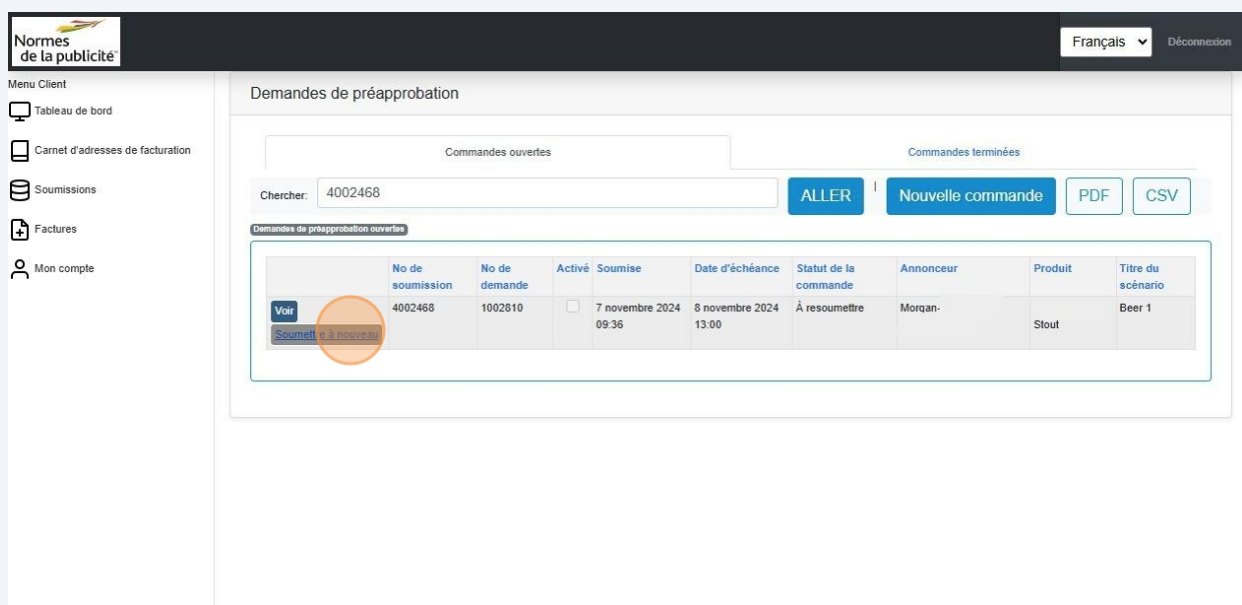 Normes
de la publicité
Français
Déconnexion
Menu Client
Tableau de bord
Carnet d'adresses de facturation
Soumissions
Factures
Mon compte
Demandes de préapprobation
Commandes ouvertes
Commandes terminées
Chercher: 4002468 ALLER | Nouvelle commande PDF CSV
Demandes de préapprobation ouvertes
No de soumission No de demande Activé Soumise Date d'échéance Statut de la commande Annonceur Produit Titre du scénario
Voir
Soumettre à nouveau
4002468 1002810 7 novembre 2024 09:36 8 novembre 2024 13:00 À resoumettre Morgan- Stout Beer 1